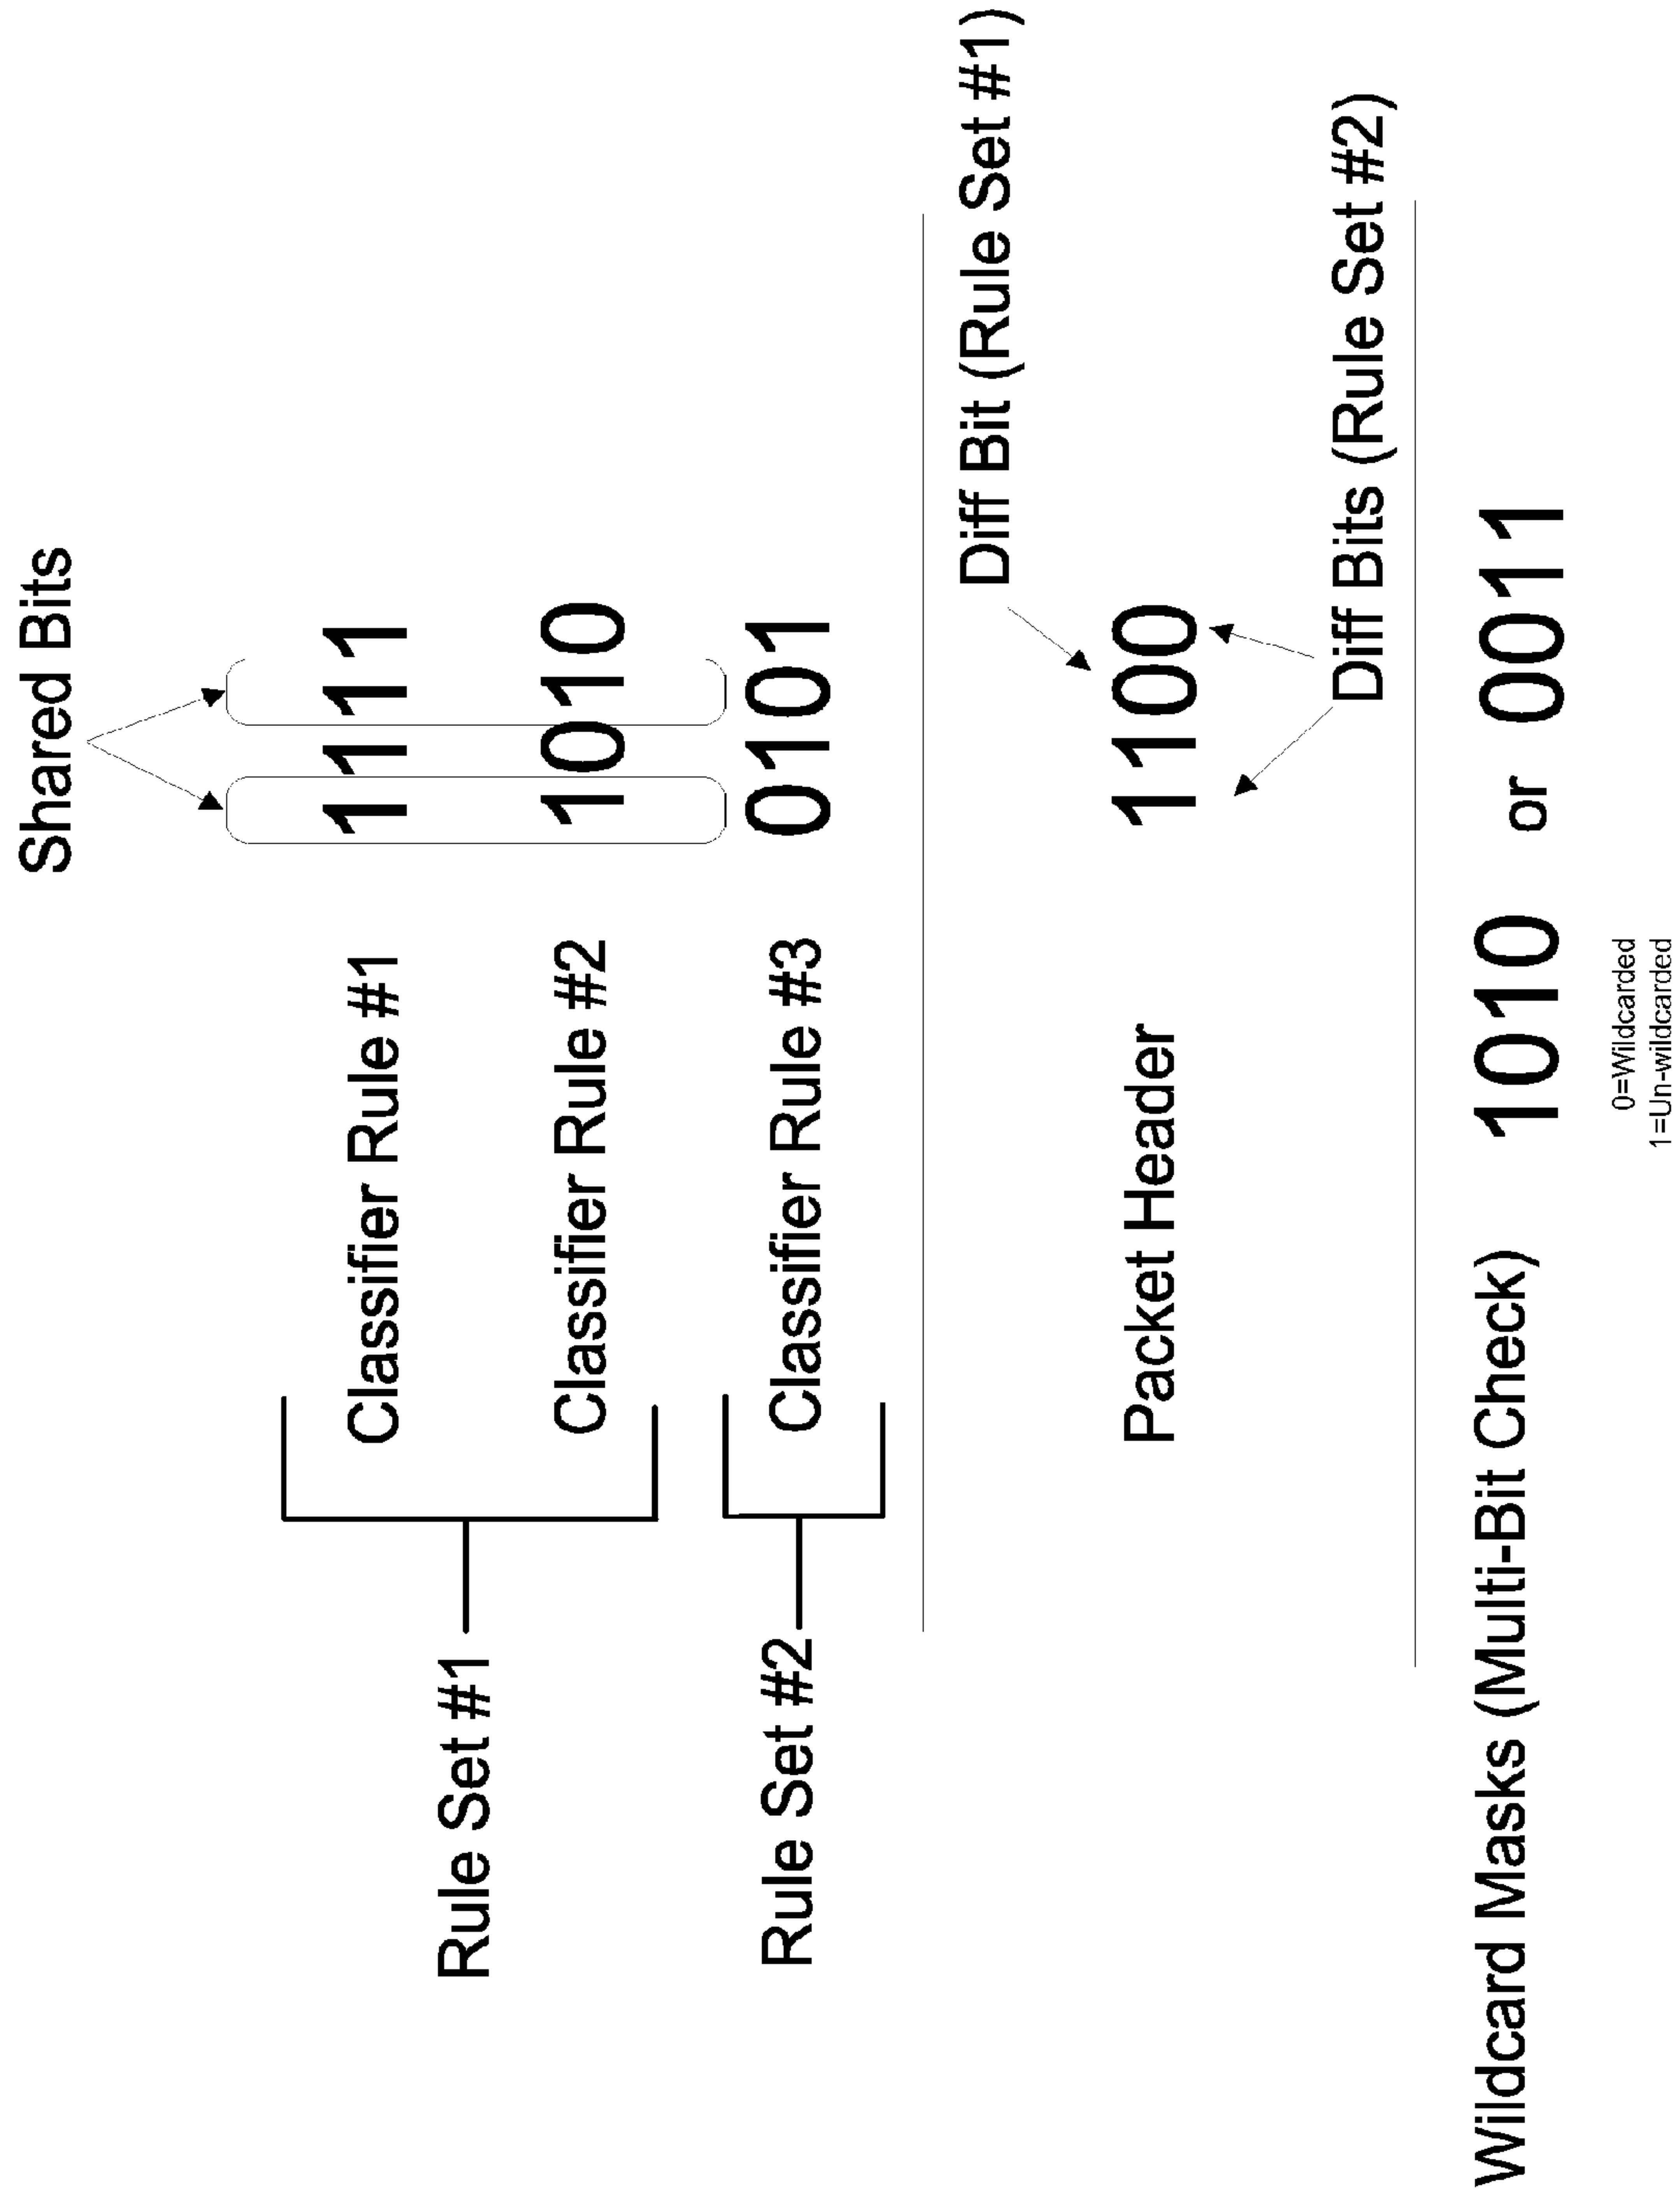 Shared Bits
Rule Set #1
Classifier Rule #1 1111
Classifier Rule #2 1010
Rule Set #2
Classifier Rule #3 0101
Diff Bit (Rule Set #1)
Packet Header 1100
Diff Bits (Rule Set #2)
Wildcard Masks (Multi-Bit Check) 1010 or 0011
0=Wildcarded
1=Un-wildcarded